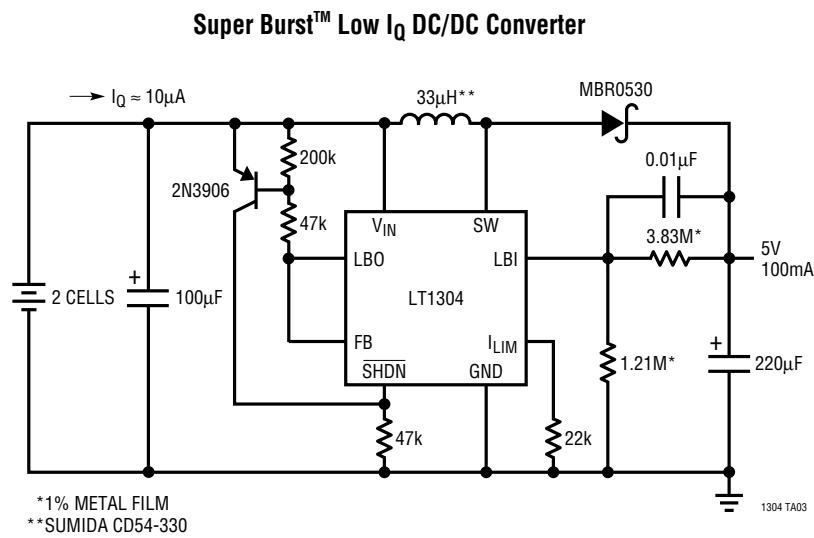 Super Burst™ Low IQ DC/DC Converter
IQ ≈ 10µA
33µH**
MBR0530
200k
0.01µF
2N3906
47k
VIN
SW
3.83M*
LBO
LBI
5V
100mA
2 CELLS
+
100µF
LT1304
FB
ILIM
+
1.21M*
220µF
SHDN
GND
47k
22k
*1% METAL FILM
**SUMIDA CD54-330
1304 TA03